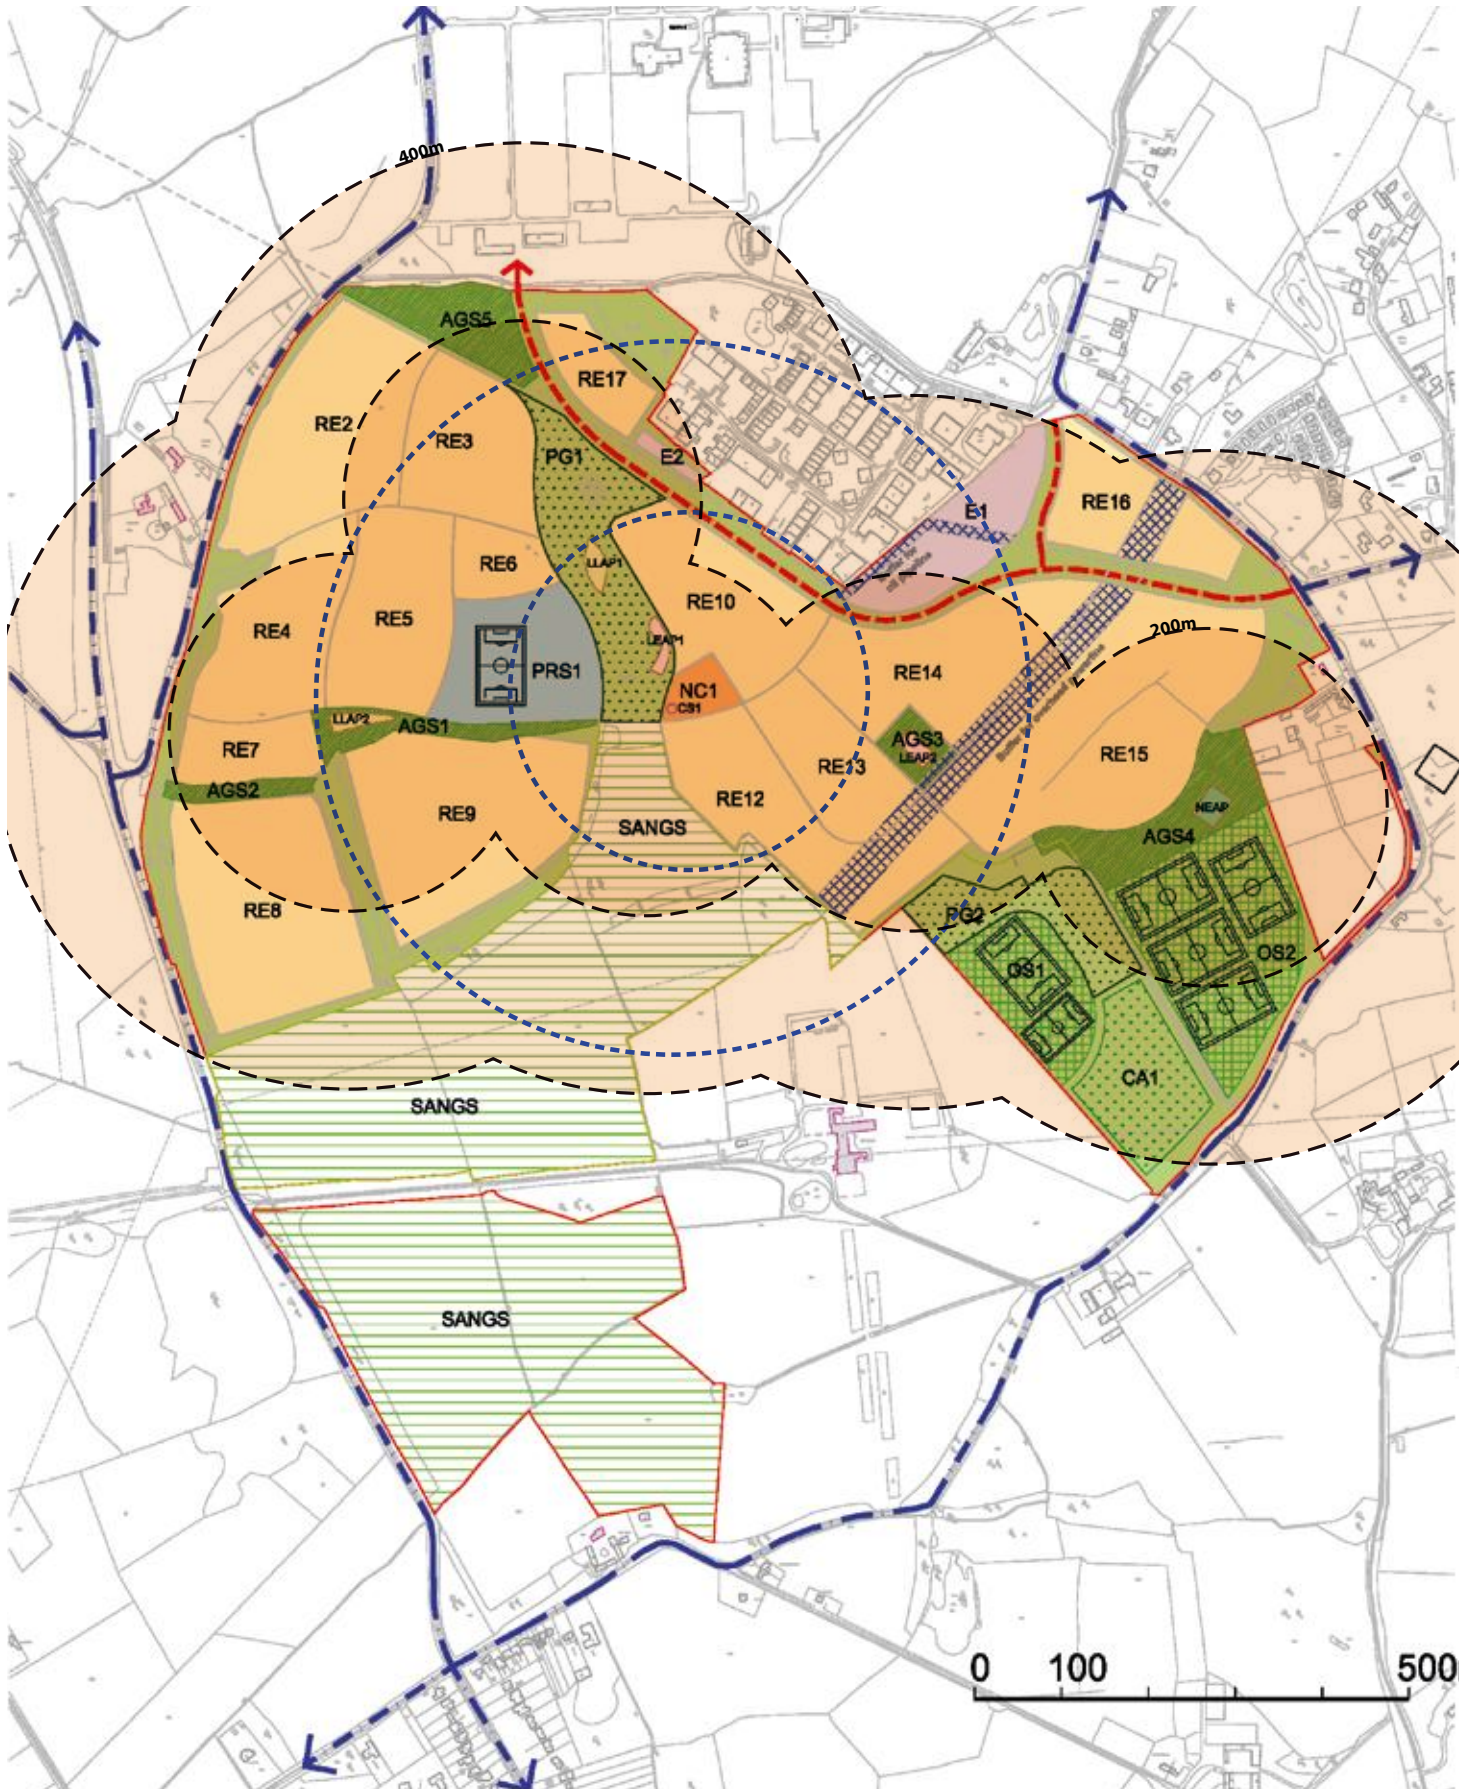 400m
AGS5
RE17
RE2
RE3
PG1
E2
E1
RE16
LLAP1
RE6
RE10
RE4
RE5
LEAP1
200m
PRS1
RE14
NC1
CS1
LLAP2
AGS1
RE7
AGS3
LEAP2
RE15
RE13
AGS2
RE12
NEAP
RE9
SANGS
AGS4
RE8
PG2
OS1
OS2
CA1
SANGS
SANGS
0 100 500